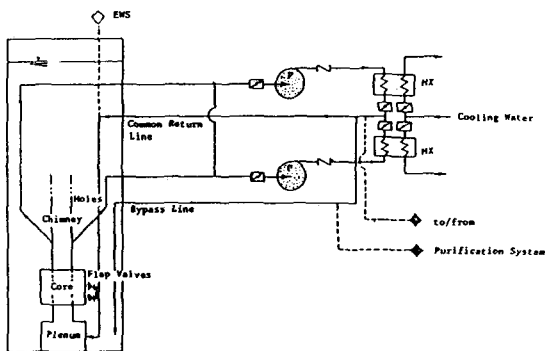 EWS
P
HX
Common Return
Line
Cooling Water
P
HX
Holes
Chimney
Bypass Line
to/from
Purification System
Flap Valves
Core
Plenum